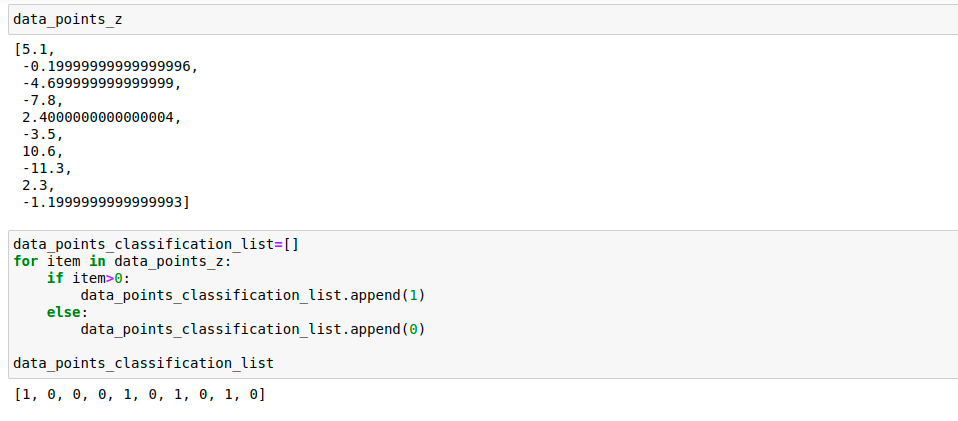 data_points_z
[5.1,
 -0.19999999999999996,
 -4.699999999999999,
 -7.8,
 2.4000000000000004,
 -3.5,
 10.6,
 -11.3,
 2.3,
 -1.1999999999999993]
data_points_classification_list=[]
for item in data_points_z:
    if item>0:
        data_points_classification_list.append(1)
    else:
        data_points_classification_list.append(0)
data_points_classification_list
[1, 0, 0, 0, 1, 0, 1, 0, 1, 0]